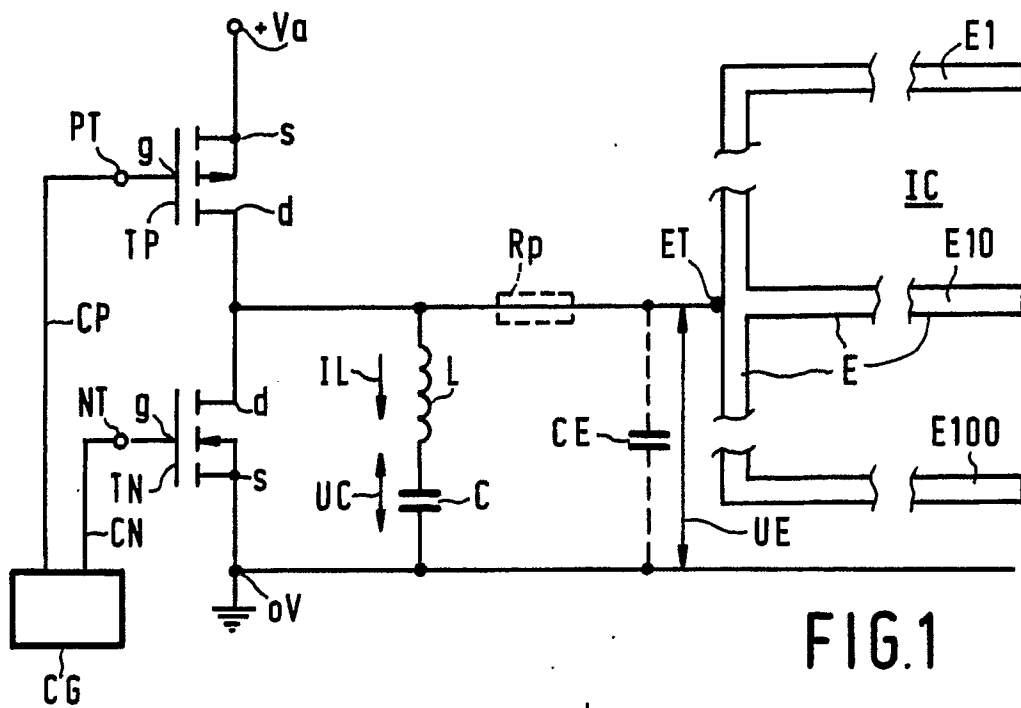 +Va
E1
PT
g
s
IC
TP
d
Rp
ET
E10
CP
IL
L
E
NT
g
d
CE
E100
TN
s
UC
C
CN
UE
oV
CG
FIG.1